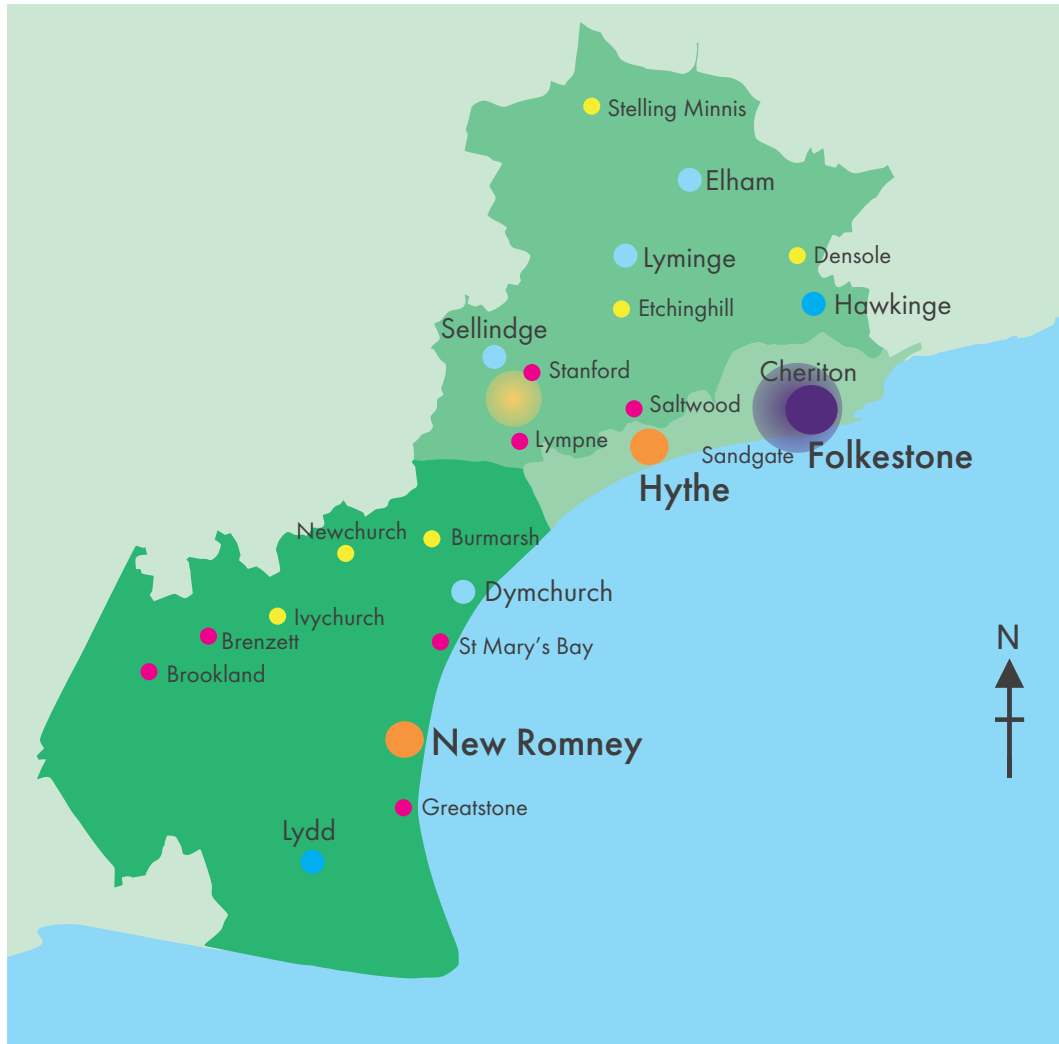 Stelling Minnis
Elham
Lyminge
Densole
Hawkinge
Etchinghill
Sellindge
Stanford
Cheriton
Saltwood
Lympne
Sandgate
Folkestone
Hythe
Newchurch
Burmarsh
Dymchurch
Ivychurch
Brenzett
St Mary's Bay
Brookland
N
New Romney
Greatstone
Lydd